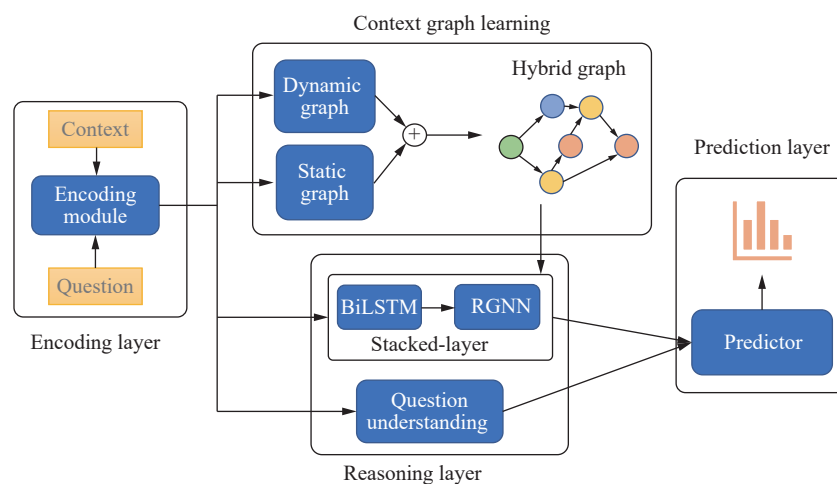 Context graph learning
Dynamic
graph
Static
graph
+
Hybrid graph
Context
Encoding
module
Question
Encoding layer
BiLSTM
RGNN
Stacked-layer
Question
understanding
Reasoning layer
Prediction layer
Predictor